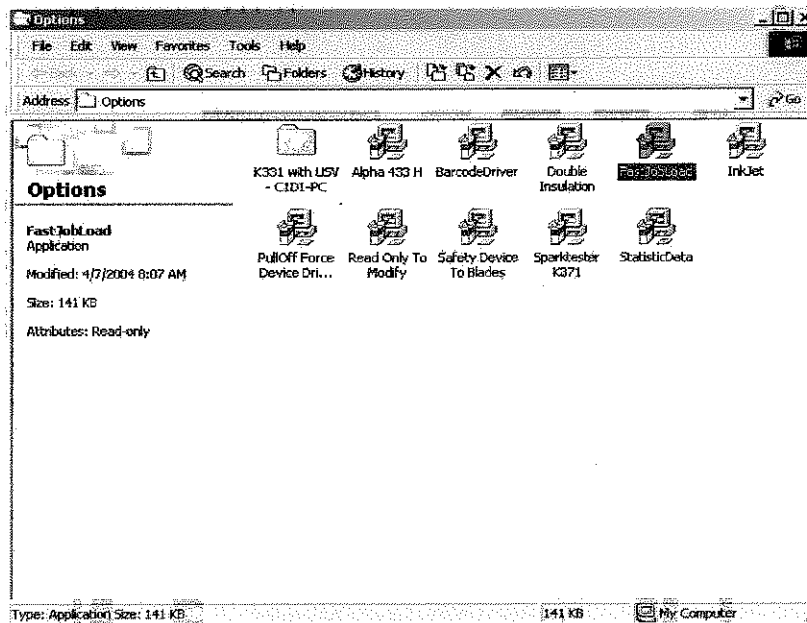 Options
File Edit View Favorites Tools Help
Search Folders History
Address Options Go
Options
FastJobLoad
Application
Modified: 4/7/2004 8:07 AM
Size: 141 KB
Attributes: Read-only
K331 with USV - CIDI-PC
Alpha 433 H
BarcodeDriver
Double Insulation
FastJobLoad
InkJet
PullOff Force Device Dri...
Read Only To Modify
Safety Device To Blades
Sparktester K371
StatisticData
Type: Application Size: 141 KB 141 KB My Computer